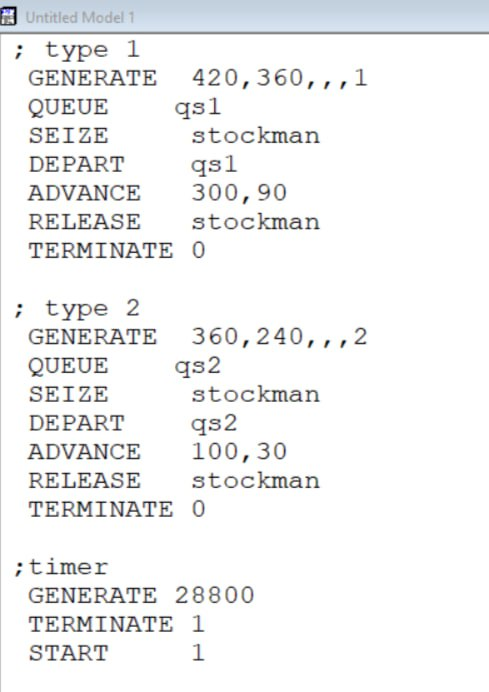 Untitled Model 1
; type 1
GENERATE 420,360,,,1
QUEUE qs1
SEIZE stockman
DEPART qs1
ADVANCE 300,90
RELEASE stockman
TERMINATE 0
; type 2
GENERATE 360,240,,,2
QUEUE qs2
SEIZE stockman
DEPART qs2
ADVANCE 100,30
RELEASE stockman
TERMINATE 0
;timer
GENERATE 28800
TERMINATE 1
START 1